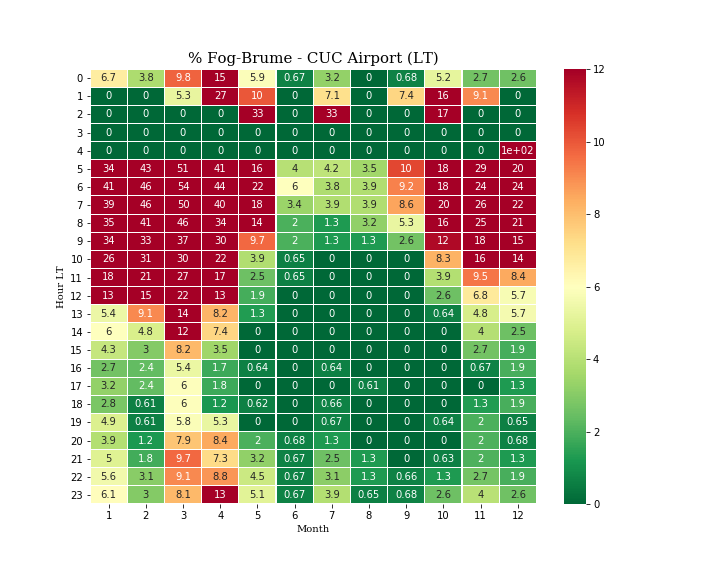 % Fog-Brume - CUC Airport (LT)
0 6.7 3.8 9.8 15 5.9 0.67 3.2 0 0.68 5.2 2.7 2.6
1 0 0 5.3 27 10 0 7.1 0 7.4 16 9.1 0
2 0 0 0 0 33 0 33 0 0 17 0 0
3 0 0 0 0 0 0 0 0 0 0 0 0
4 0 0 0 0 0 0 0 0 0 0 0 1e+02
5 34 43 51 41 16 4 4.2 3.5 10 18 29 20
6 41 46 54 44 22 6 3.8 3.9 9.2 18 24 24
7 39 46 50 40 18 3.4 3.9 3.9 8.6 20 26 22
8 35 41 46 34 14 2 1.3 3.2 5.3 16 25 21
9 34 33 37 30 9.7 2 1.3 1.3 2.6 12 18 15
10 26 31 30 22 3.9 0.65 0 0 0 8.3 16 14
11 18 21 27 17 2.5 0.65 0 0 0 3.9 9.5 8.4
12 13 15 22 13 1.9 0 0 0 0 2.6 6.8 5.7
13 5.4 9.1 14 8.2 1.3 0 0 0 0 0.64 4.8 5.7
14 6 4.8 12 7.4 0 0 0 0 0 0 4 2.5
15 4.3 3 8.2 3.5 0 0 0 0 0 0 2.7 1.9
16 2.7 2.4 5.4 1.7 0.64 0 0.64 0 0 0 0.67 1.9
17 3.2 2.4 6 1.8 0 0 0 0.61 0 0 0 1.3
18 2.8 0.61 6 1.2 0.62 0 0.66 0 0 0 1.3 1.9
19 4.9 0.61 5.8 5.3 0 0 0.67 0 0 0.64 2 0.65
20 3.9 1.2 7.9 8.4 2 0.68 1.3 0 0 0 2 0.68
21 5 1.8 9.7 7.3 3.2 0.67 2.5 1.3 0 0.63 2 1.3
22 5.6 3.1 9.1 8.8 4.5 0.67 3.1 1.3 0.66 1.3 2.7 1.9
23 6.1 3 8.1 13 5.1 0.67 3.9 0.65 0.68 2.6 4 2.6
1 2 3 4 5 6 7 8 9 10 11 12
Month
Hour LT
12
10
8
6
4
2
0